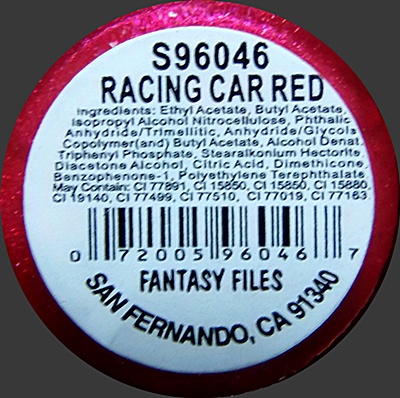 S96046
RACING CAR RED
Ingredients: Ethyl Acetate, Butyl Acetate,
Isopropyl Alcohol Nitrocellulose, Phthalic
Anhydride/Trimellitic, Anhydride/Glycols
Copolymer(and) Butyl Acetate, Alcohol Denat.
Triphenyl Phosphate, Stearalkonium Hectorite,
Diacetone Alcohol, Citric Acid, Dimethicone,
Benzophenone-1, Polyethylene Terephthalate.
May Contain: CI 77891, CI 15850, CI 15850, CI 15880,
CI 19140, CI 77499, CI 77510, CI 77019, CI 77163
0 72005 96046 7
FANTASY FILES
SAN FERNANDO, CA 91340